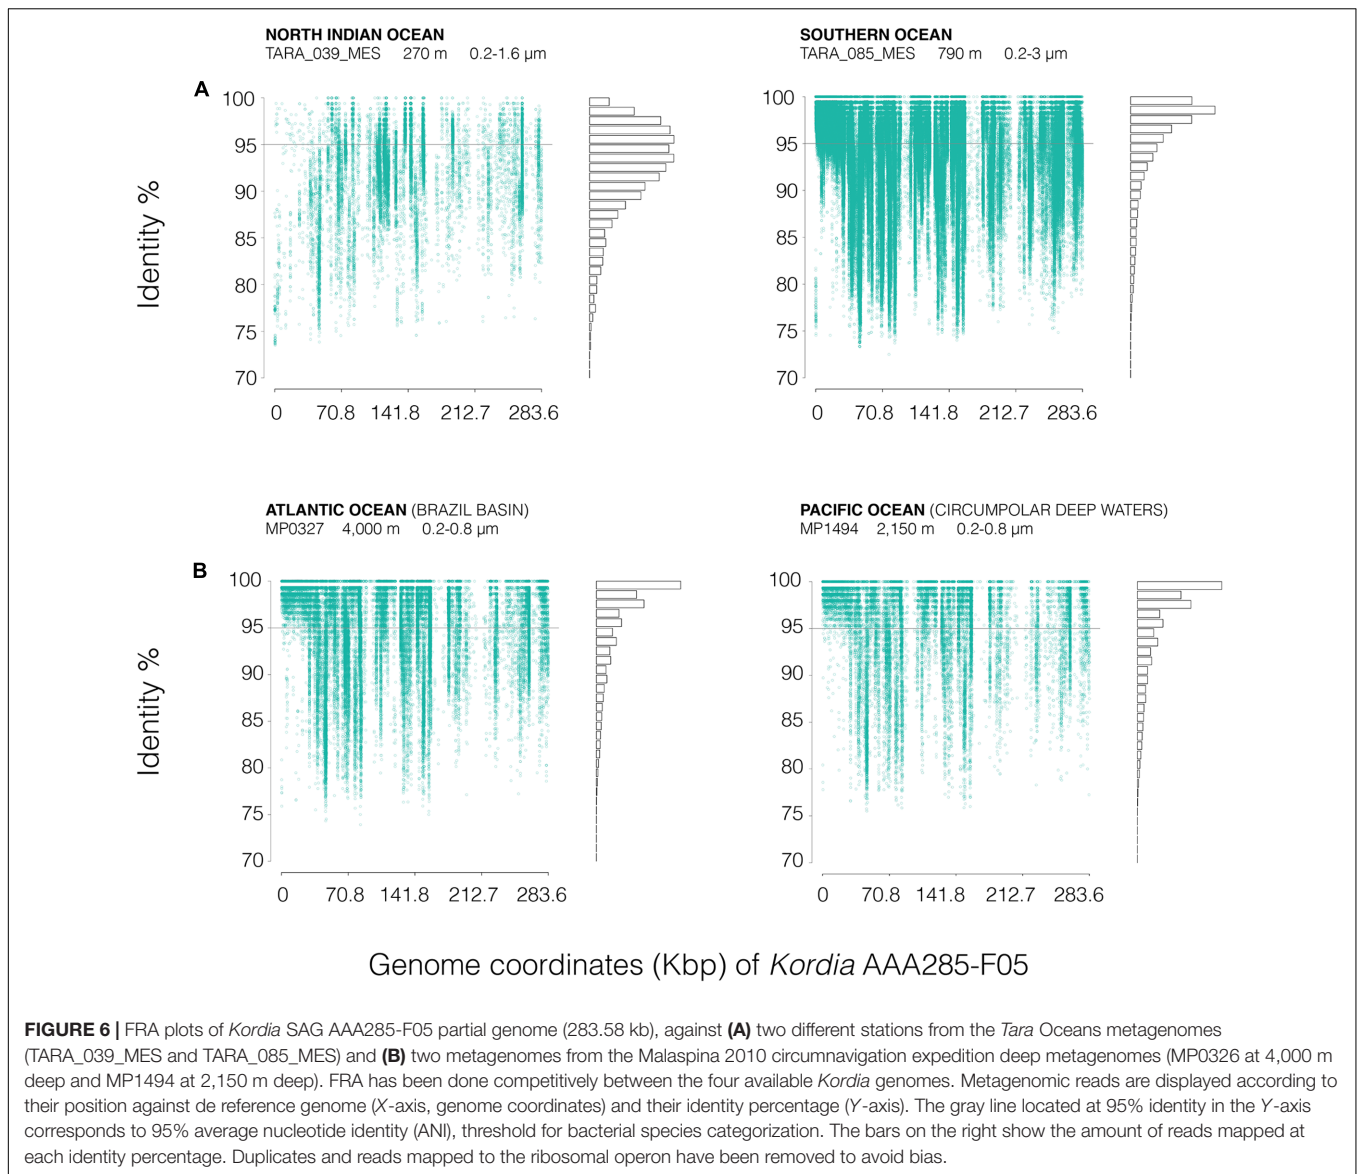 NORTH INDIAN OCEAN
TARA_039_MES 270 m 0.2-1.6 µm
SOUTHERN OCEAN
TARA_085_MES 790 m 0.2-3 µm
A
Identity %
100
95
90
85
80
75
70
0 70.8 141.8 212.7 283.6
100
95
90
85
80
75
70
0 70.8 141.8 212.7 283.6
ATLANTIC OCEAN (BRAZIL BASIN)
MP0327 4,000 m 0.2-0.8 µm
PACIFIC OCEAN (CIRCUMPOLAR DEEP WATERS)
MP1494 2,150 m 0.2-0.8 µm
B
Identity %
100
95
90
85
80
75
70
0 70.8 141.8 212.7 283.6
100
95
90
85
80
75
70
0 70.8 141.8 212.7 283.6
Genome coordinates (Kbp) of Kordia AAA285-F05
FIGURE 6 | FRA plots of Kordia SAG AAA285-F05 partial genome (283.58 kb), against (A) two different stations from the Tara Oceans metagenomes
(TARA_039_MES and TARA_085_MES) and (B) two metagenomes from the Malaspina 2010 circumnavigation expedition deep metagenomes (MP0326 at 4,000 m
deep and MP1494 at 2,150 m deep). FRA has been done competitively between the four available Kordia genomes. Metagenomic reads are displayed according to
their position against de reference genome (X-axis, genome coordinates) and their identity percentage (Y-axis). The gray line located at 95% identity in the Y-axis
corresponds to 95% average nucleotide identity (ANI), threshold for bacterial species categorization. The bars on the right show the amount of reads mapped at
each identity percentage. Duplicates and reads mapped to the ribosomal operon have been removed to avoid bias.